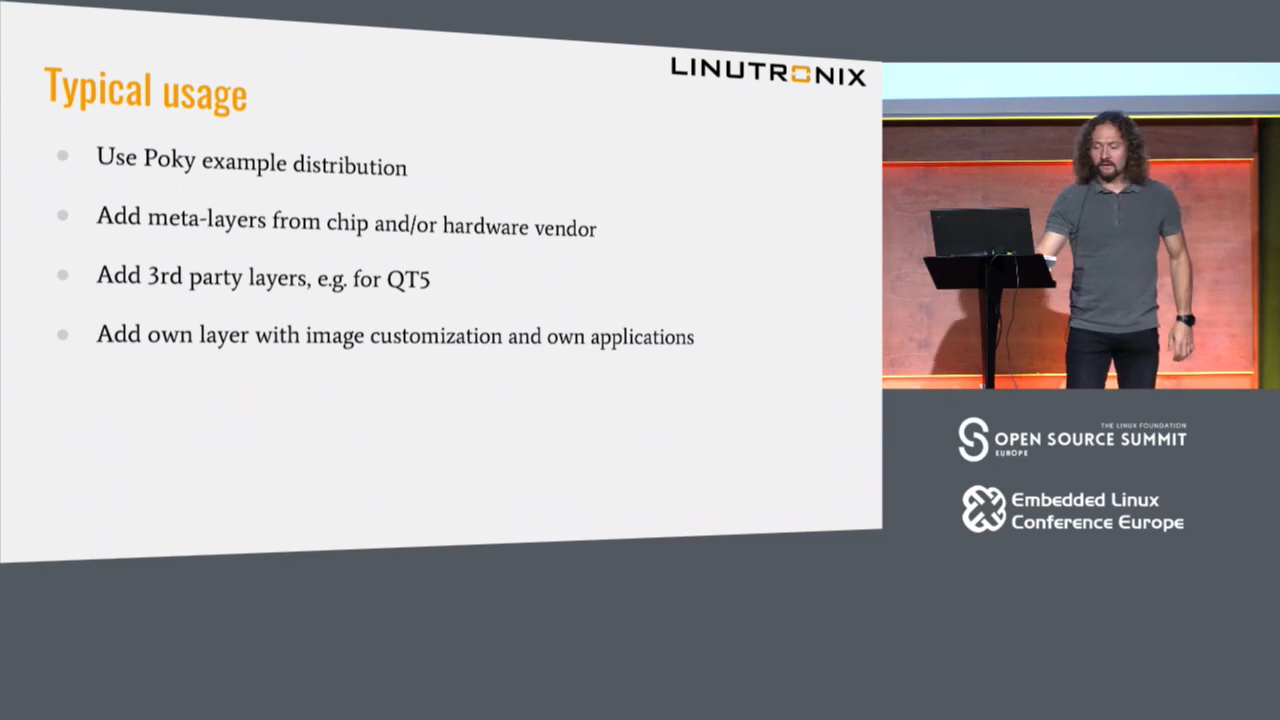 Typical usage
LINUTRONIX
Use Poky example distribution
Add meta-layers from chip and/or hardware vendor
Add 3rd party layers, e.g. for QT5
Add own layer with image customization and own applications
THE LINUX FOUNDATION
OPEN SOURCE SUMMIT
EUROPE
Embedded Linux
Conference Europe